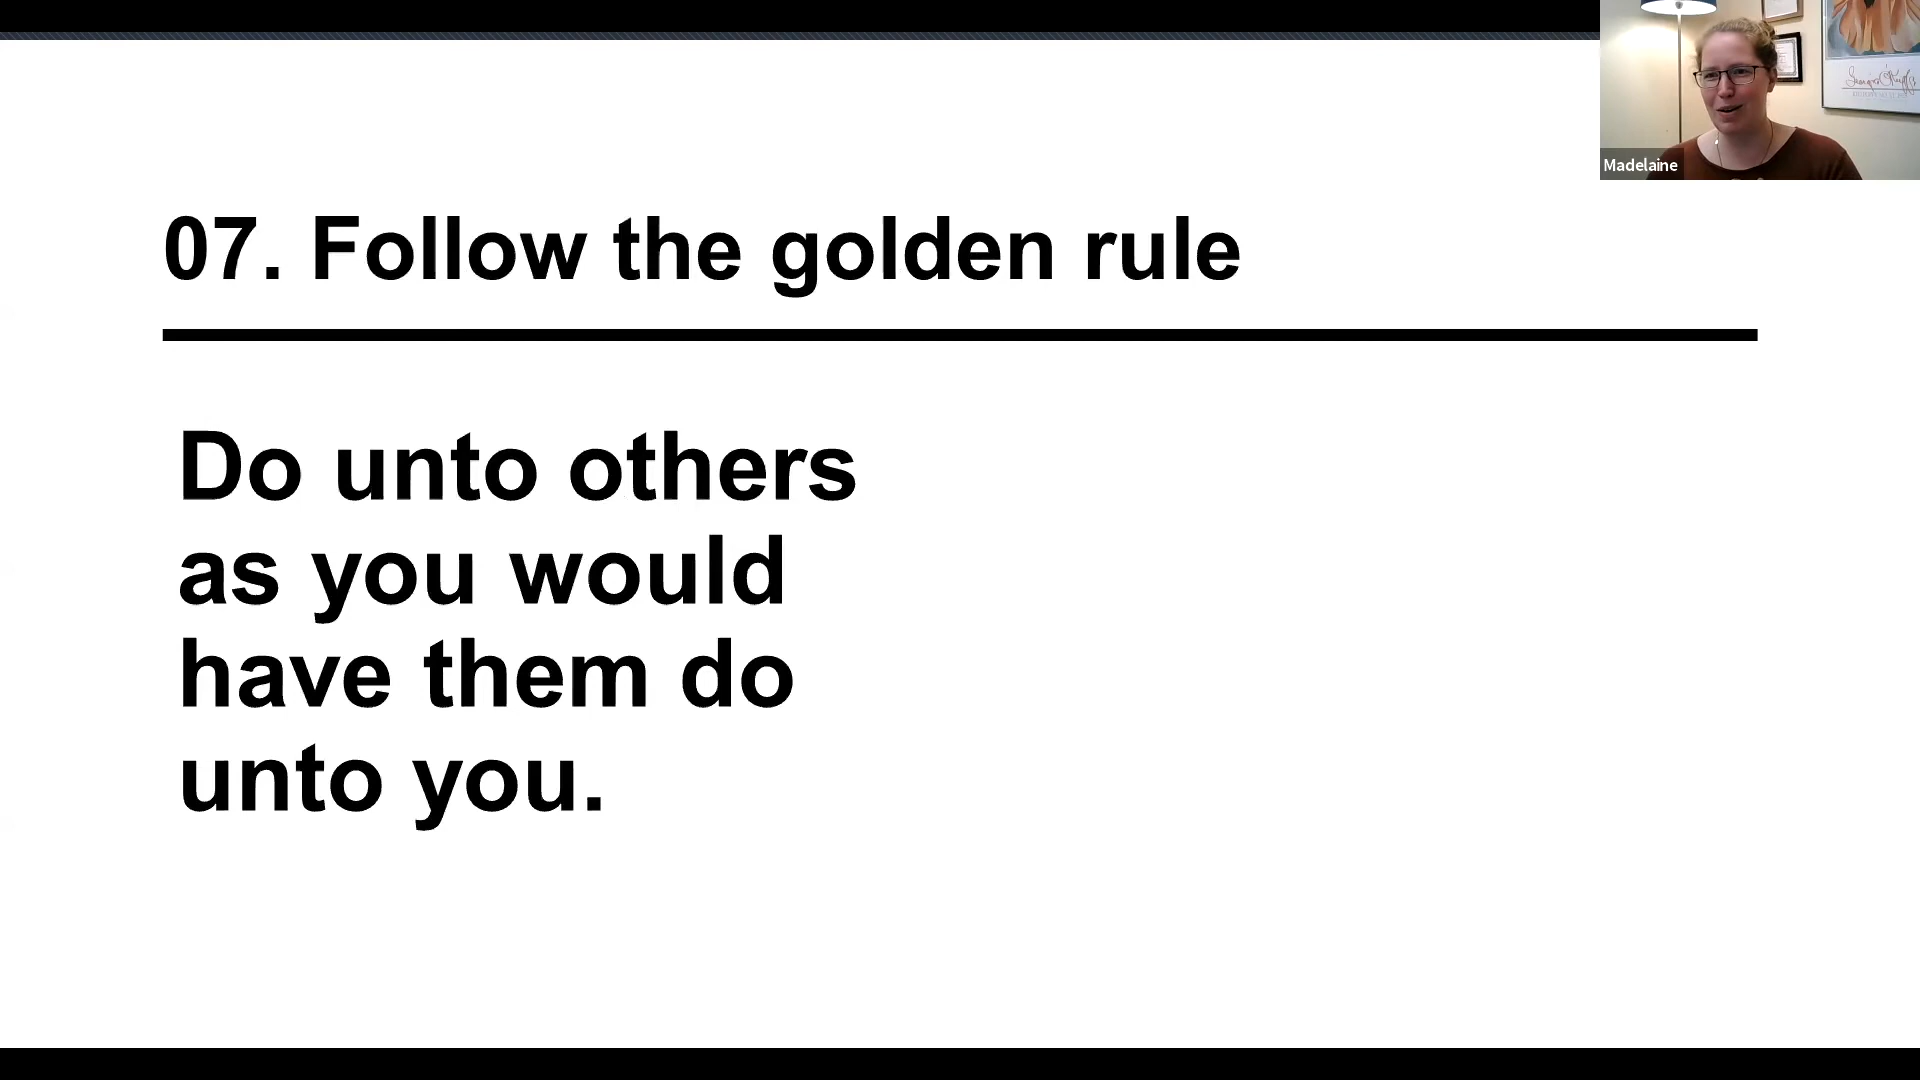 07. Follow the golden rule
Do unto others
as you would
have them do
unto you.
Madelaine